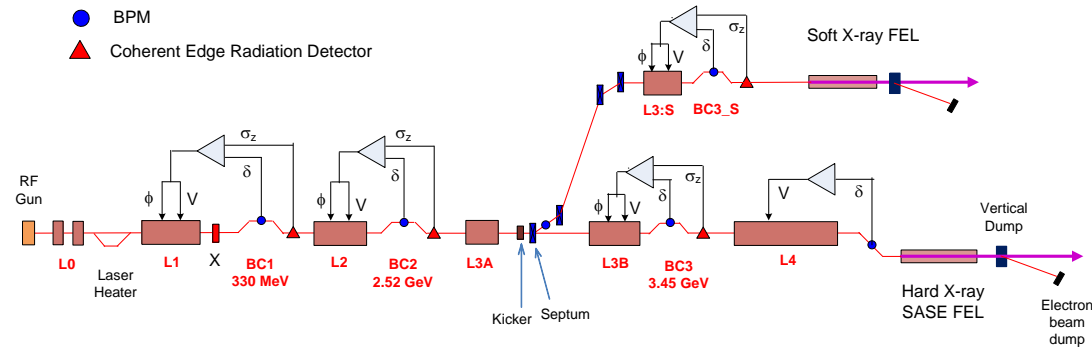 BPM
Coherent Edge Radiation Detector
σz
ϕ
V
δ
Soft X-ray FEL
L3:S
BC3_S
σz
δ
ϕ
V
σz
δ
ϕ
V
σz
δ
ϕ
V
V
δ
RF
Gun
L0
Laser
Heater
L1
X
BC1
330 MeV
L2
BC2
2.52 GeV
L3A
Kicker
Septum
L3B
BC3
3.45 GeV
L4
Vertical
Dump
Hard X-ray
SASE FEL
Electron
beam
dump